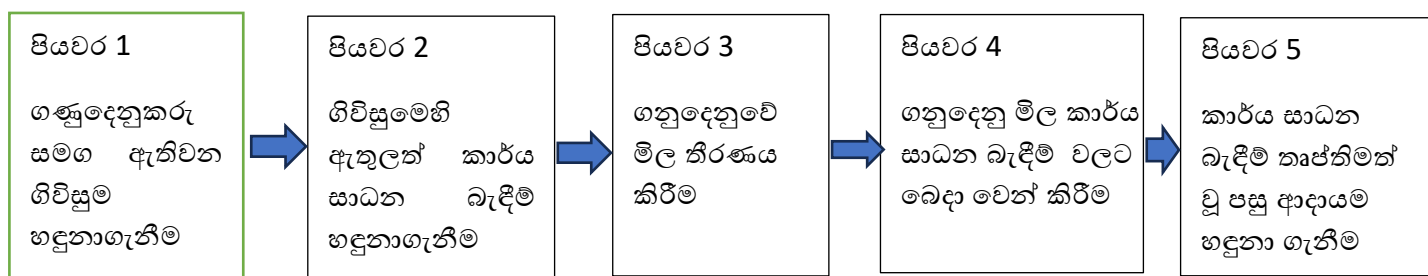 පියවර 1
ගණුදෙනුකරු
සමග ඇතිවන
ගිවිසුම
හඳුනාගැනීම
පියවර 2
ගිවිසුමෙහි
ඇතුලත් කාර්ය
සාධන බැඳීම්
හඳුනාගැනීම
පියවර 3
ගනුදෙනුවේ
මිල තීරණය
කිරීම
පියවර 4
ගනුදෙනු මිල කාර්ය
සාධන බැඳීම් වලට
බෙදා වෙන් කිරීම
පියවර 5
කාර්ය සාධන
බැඳීම් තෘප්තිමත්
වූ පසු ආදායම
හඳුනා ගැනීම